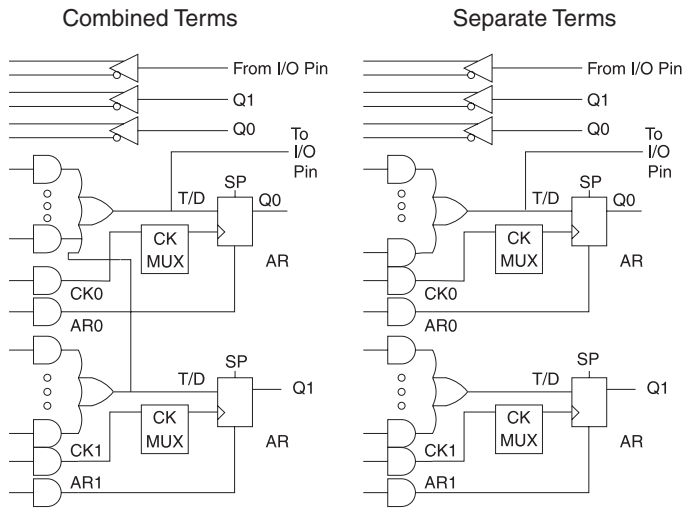 Combined Terms
From I/O Pin
Q1
Q0
To
I/O
Pin
T/D
SP
Q0
CK
MUX
AR
CK0
AR0
SP
T/D
Q1
CK
MUX
AR
CK1
AR1
Separate Terms
From I/O Pin
Q1
Q0
To
I/O
Pin
T/D
SP
Q0
CK
MUX
AR
CK0
AR0
SP
T/D
Q1
CK
MUX
AR
CK1
AR1